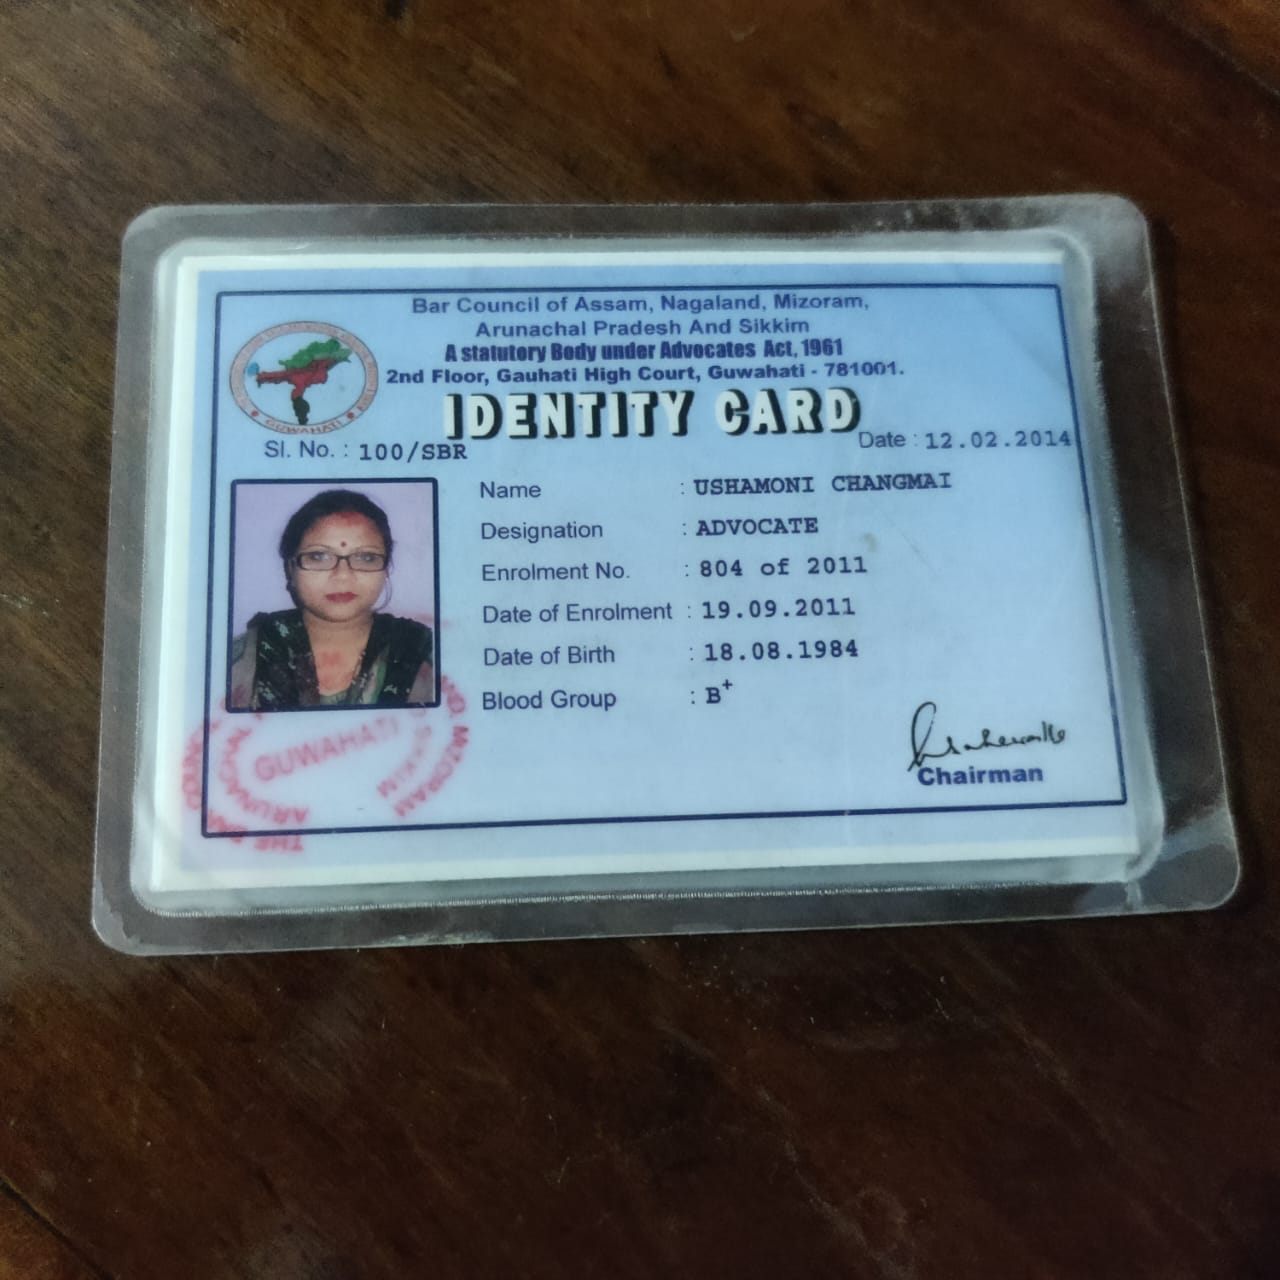 Bar Council of Assam, Nagaland, Mizoram,
Arunachal Pradesh And Sikkim
A statutory Body under Advocates Act, 1961
2nd Floor, Gauhati High Court, Guwahati - 781001.
IDENTITY CARD
GUWAHATI
Sl. No. : 100/SBR
Date : 12.02.2014
Name : USHAMONI CHANGMAI
Designation : ADVOCATE
Enrolment No. : 804 of 2011
Date of Enrolment : 19.09.2011
Date of Birth : 18.08.1984
Blood Group : B+
Chairman
GUWAHATI
MIZORAM
SIKKIM